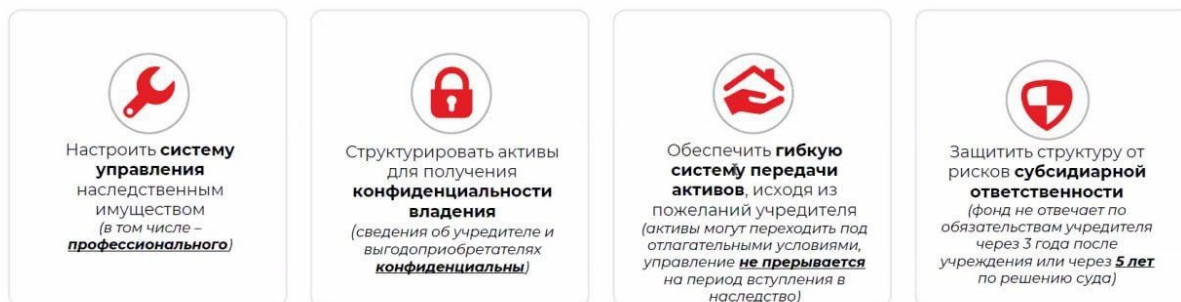 Настроить систему
управления
наследственным
имуществом
(в том числе –
профессионального)
Структурировать активы
для получения
конфиденциальности
владения
(сведения об учредителе и
выгодоприобретателях
конфиденциальны)
Обеспечить гибкую
систему передачи
активов, исходя из
пожеланий учредителя
(активы могут переходить под
отлагательными условиями,
управление не прерывается
на период вступления в
наследство)
Защитить структуру от
рисков субсидиарной
ответственности
(фонд не отвечает по
обязательствам учредителя
через 3 года после
учреждения или через 5 лет
по решению суда)